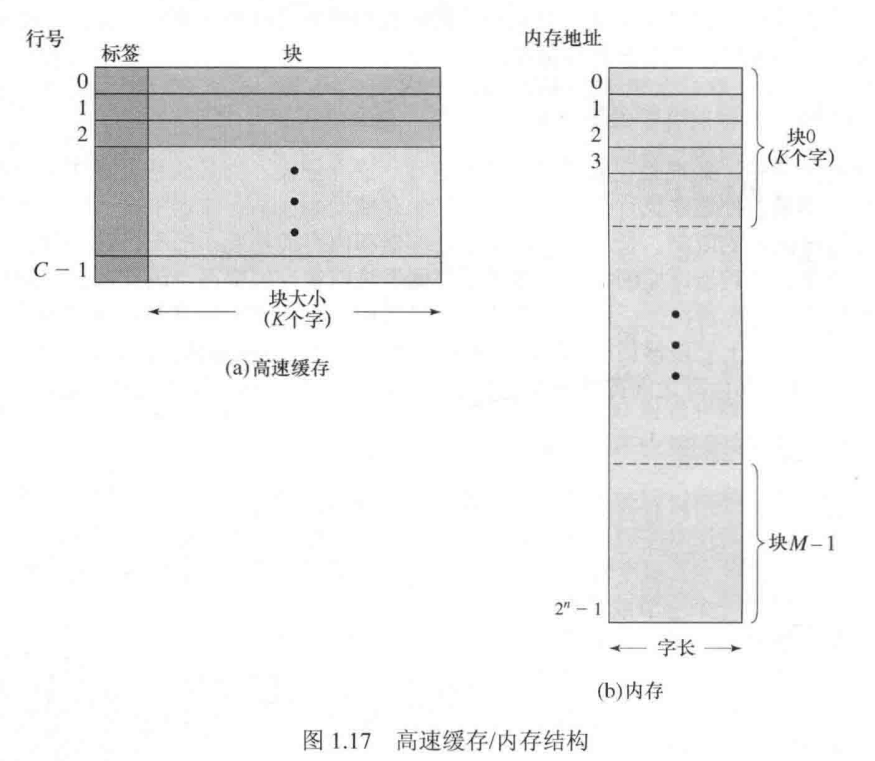 行号
标签 块
0
1
2
C − 1
块大小
(K个字)
(a)高速缓存
内存地址
0
1
2
3
块0
(K个字)
块M−1
2ⁿ − 1
字长
(b)内存
图 1.17 高速缓存/内存结构